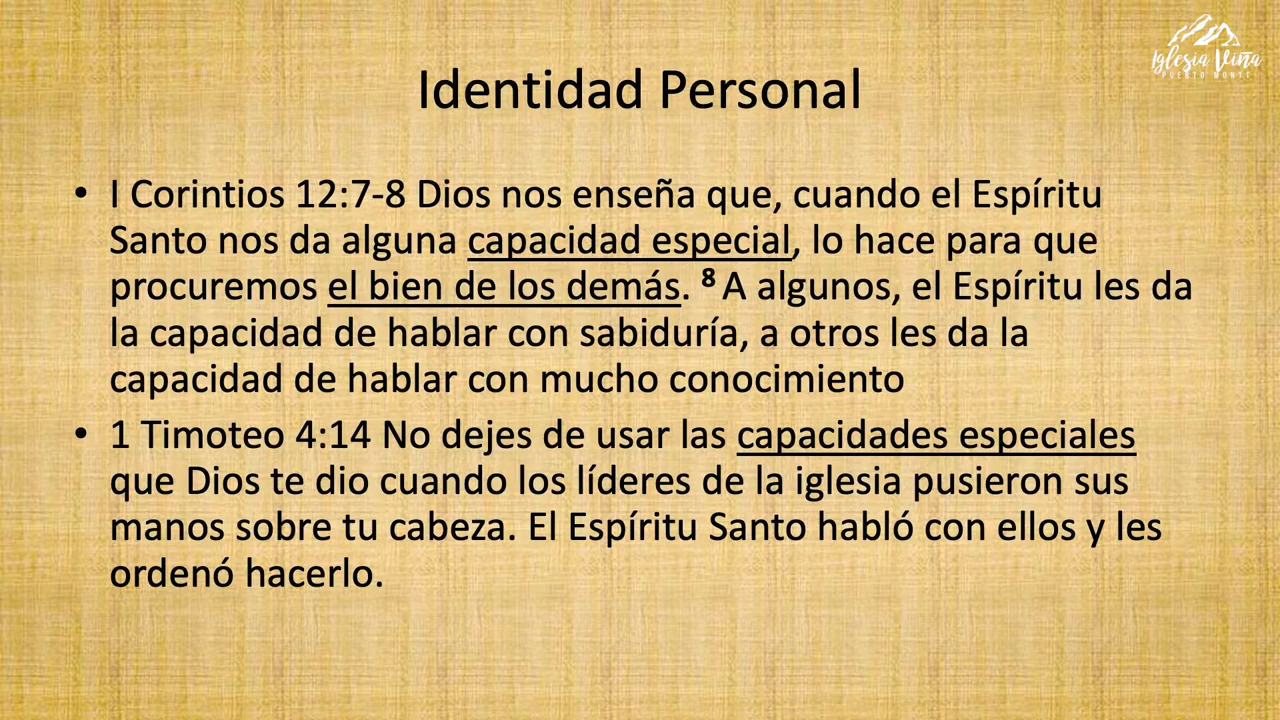 Iglesia Viña
PUERTO MONTT
Identidad Personal
• I Corintios 12:7-8 Dios nos enseña que, cuando el Espíritu
Santo nos da alguna capacidad especial, lo hace para que
procuremos el bien de los demás. ⁸ A algunos, el Espíritu les da
la capacidad de hablar con sabiduría, a otros les da la
capacidad de hablar con mucho conocimiento
• 1 Timoteo 4:14 No dejes de usar las capacidades especiales
que Dios te dio cuando los líderes de la iglesia pusieron sus
manos sobre tu cabeza. El Espíritu Santo habló con ellos y les
ordenó hacerlo.